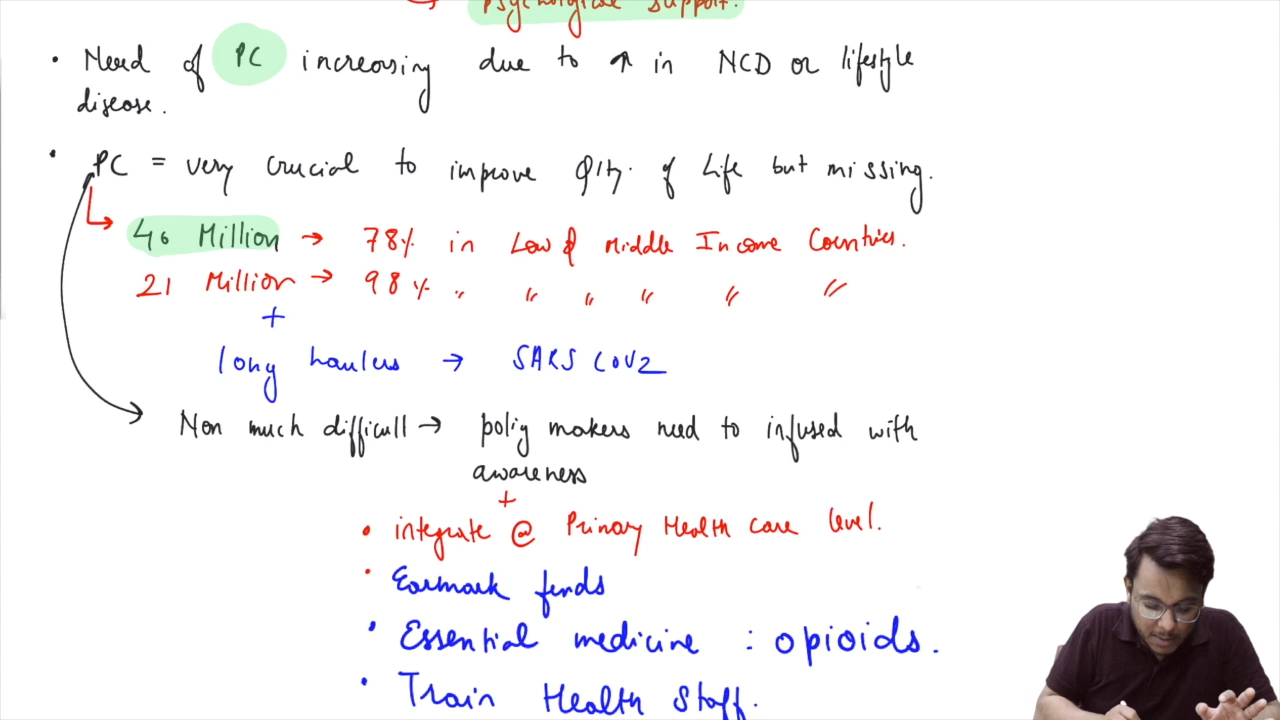 Psychological support.
• Need of PC increasing due to ↑ in NCD or lifestyle
disease.
• PC = very crucial to improve Qlty. of Life but missing.
40 Million → 78% in Low & Middle Income Countries.
21 Million → 98% " " " " " "
+
long haulers → SARS COV2
Non much difficult → policy makers need to infused with
awareness
+
• integrate @ Primary Health Care level.
• Earmark funds
• Essential medicine : opioids.
• Train Health Staff.